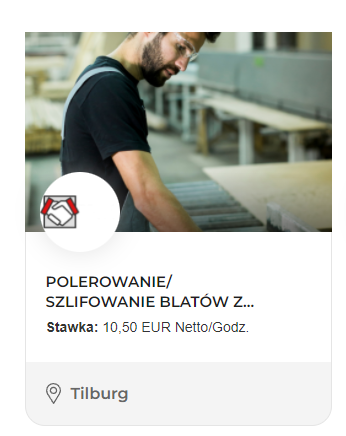 POLEROWANIE/
SZLIFOWANIE BLATÓW Z...
Stawka: 10,50 EUR Netto/Godz.
Tilburg